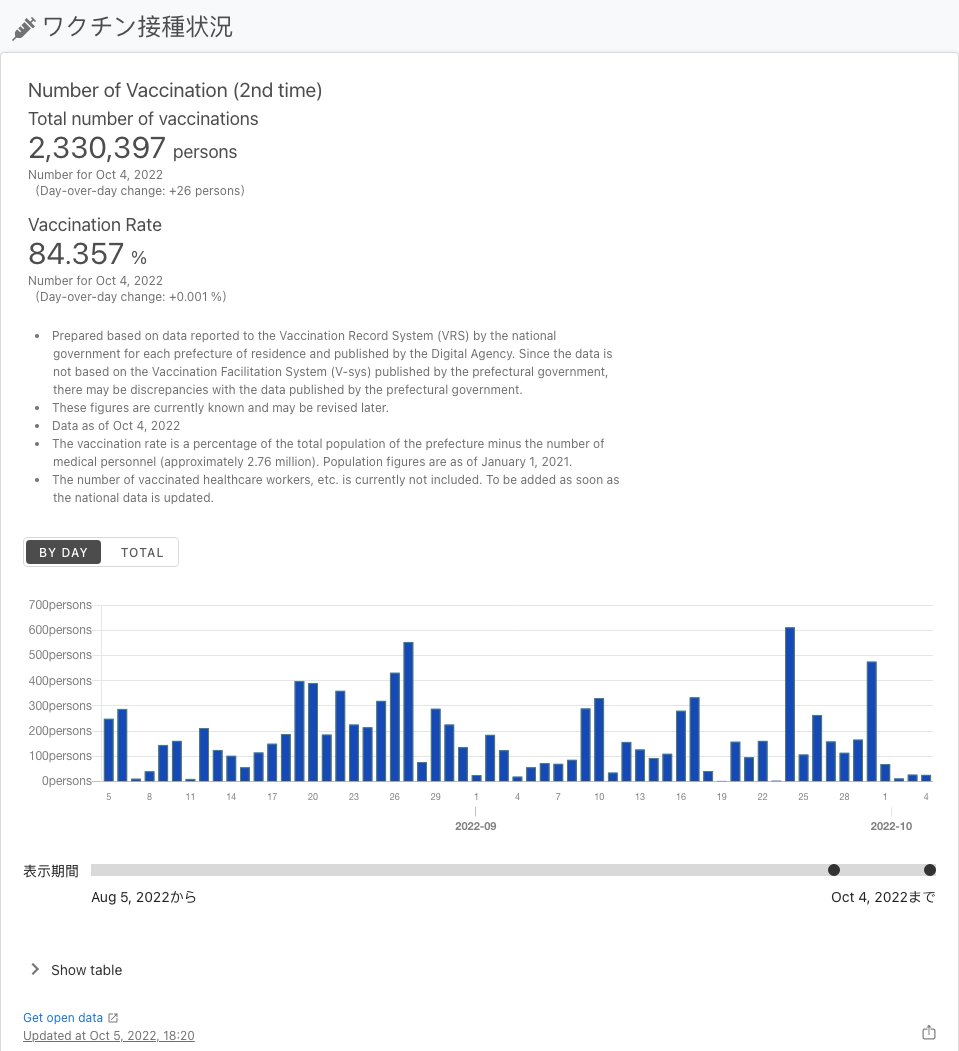 ワクチン接種状況
Number of Vaccination (2nd time)
Total number of vaccinations
2,330,397 persons
Number for Oct 4, 2022
(Day-over-day change: +26 persons)
Vaccination Rate
84.357 %
Number for Oct 4, 2022
(Day-over-day change: +0.001 %)
• Prepared based on data reported to the Vaccination Record System (VRS) by the national
government for each prefecture of residence and published by the Digital Agency. Since the data is
not based on the Vaccination Facilitation System (V-sys) published by the prefectural government,
there may be discrepancies with the data published by the prefectural government.
• These figures are currently known and may be revised later.
• Data as of Oct 4, 2022
• The vaccination rate is a percentage of the total population of the prefecture minus the number of
medical personnel (approximately 2.76 million). Population figures are as of January 1, 2021.
• The number of vaccinated healthcare workers, etc. is currently not included. To be added as soon as
the national data is updated.
BY DAY TOTAL
700persons
600persons
500persons
400persons
300persons
200persons
100persons
0persons
5 8 11 14 17 20 23 26 29 1 4 7 10 13 16 19 22 25 28 1 4
2022-09 2022-10
表示期間
Aug 5, 2022から Oct 4, 2022まで
Show table
Get open data
Updated at Oct 5, 2022, 18:20